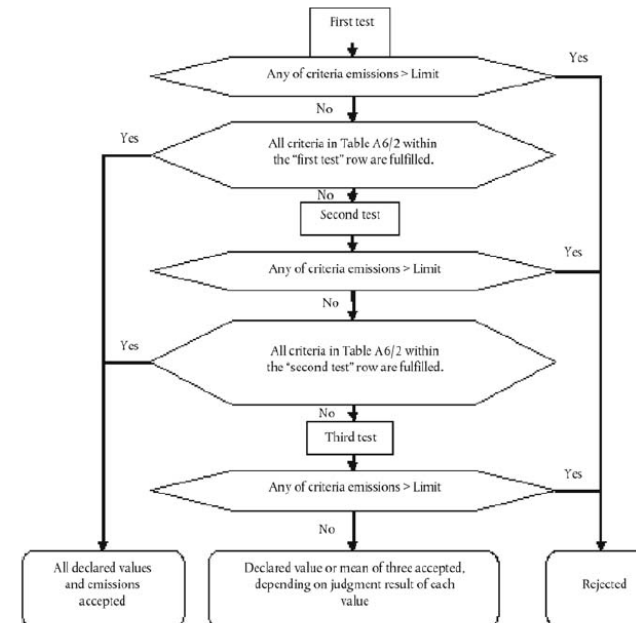 First test
Yes
Any of criteria emissions > Limit
No
Yes
All criteria in Table A6/2 within
the "first test" row are fulfilled.
No
Second test
Yes
Any of criteria emissions > Limit
No
Yes
All criteria in Table A6/2 within
the "second test" row are fulfilled.
No
Third test
Yes
Any of criteria emissions > Limit
No
All declared values
and emissions
accepted
Declared value or mean of three accepted,
depending on judgment result of each
value
Rejected